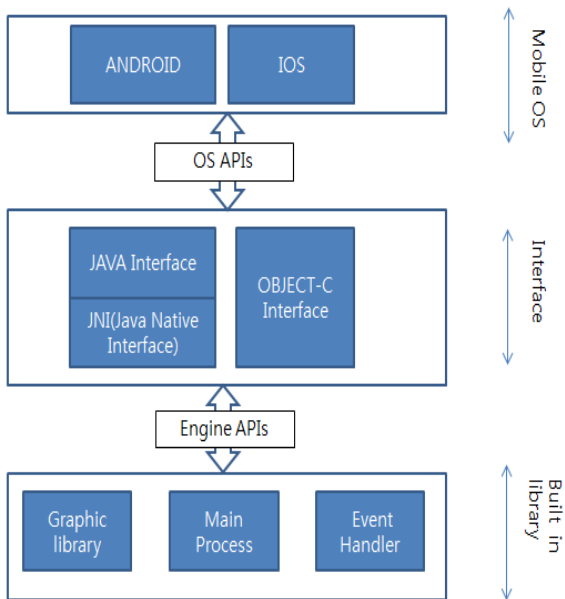 ANDROID
IOS
Mobile OS
OS APIs
JAVA Interface
JNI(Java Native
Interface)
OBJECT-C
Interface
Interface
Engine APIs
Graphic
library
Main
Process
Event
Handler
Built in
library